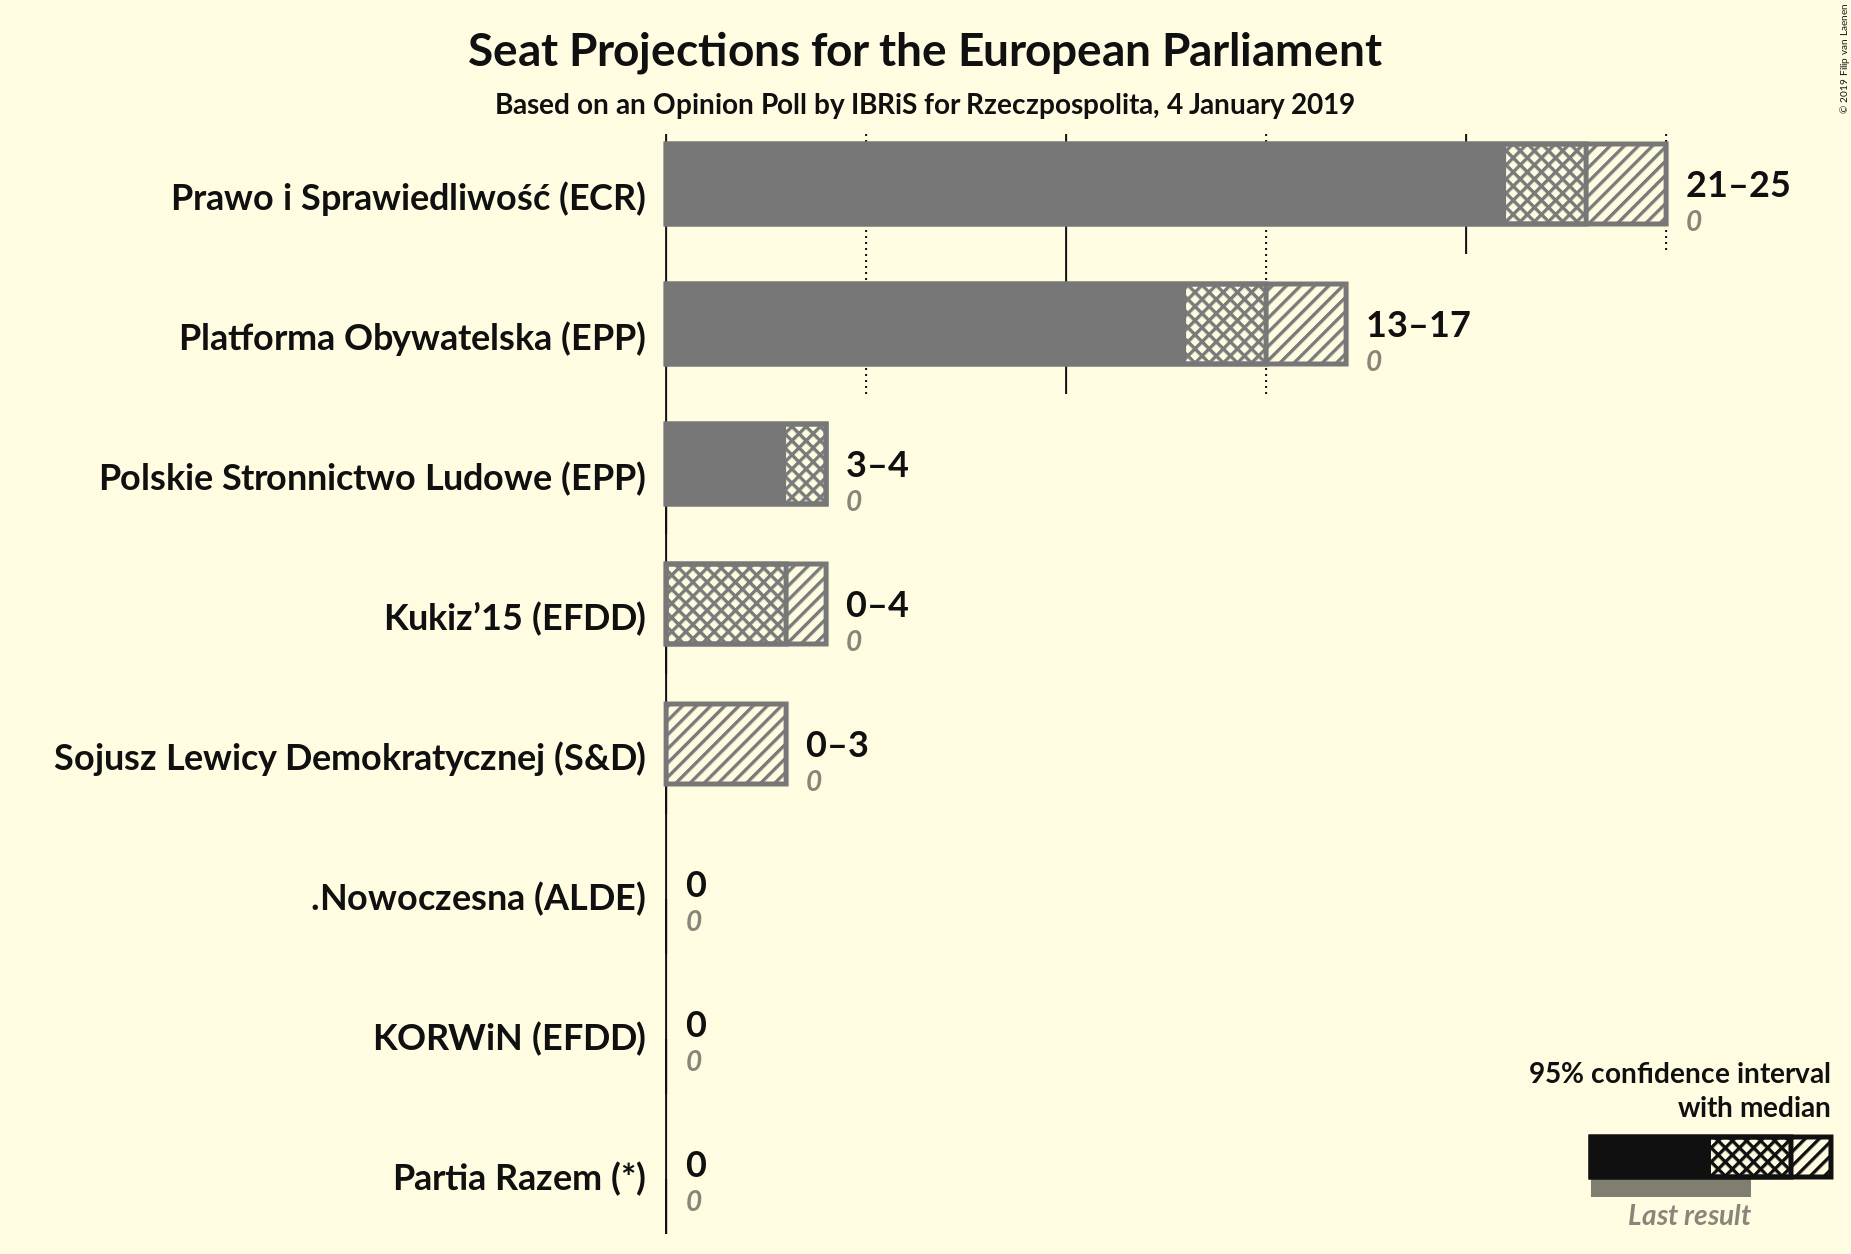 Seat Projections for the European Parliament
Based on an Opinion Poll by IBRiS for Rzeczpospolita, 4 January 2019
© 2019 Filip van Laenen
Prawo i Sprawiedliwość (ECR)
21–25
0
Platforma Obywatelska (EPP)
13–17
0
Polskie Stronnictwo Ludowe (EPP)
3–4
0
Kukiz’15 (EFDD)
0–4
0
Sojusz Lewicy Demokratycznej (S&D)
0–3
0
.Nowoczesna (ALDE)
0
0
KORWiN (EFDD)
0
0
Partia Razem (*)
0
0
95% confidence interval
with median
Last result